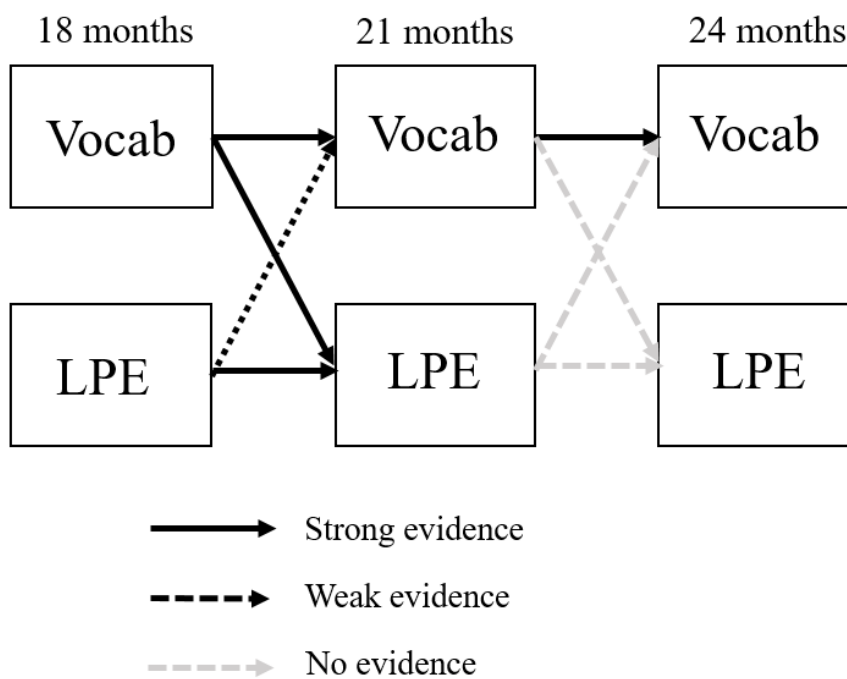 18 months 21 months 24 months
Vocab Vocab Vocab
LPE LPE LPE
Strong evidence
Weak evidence
No evidence